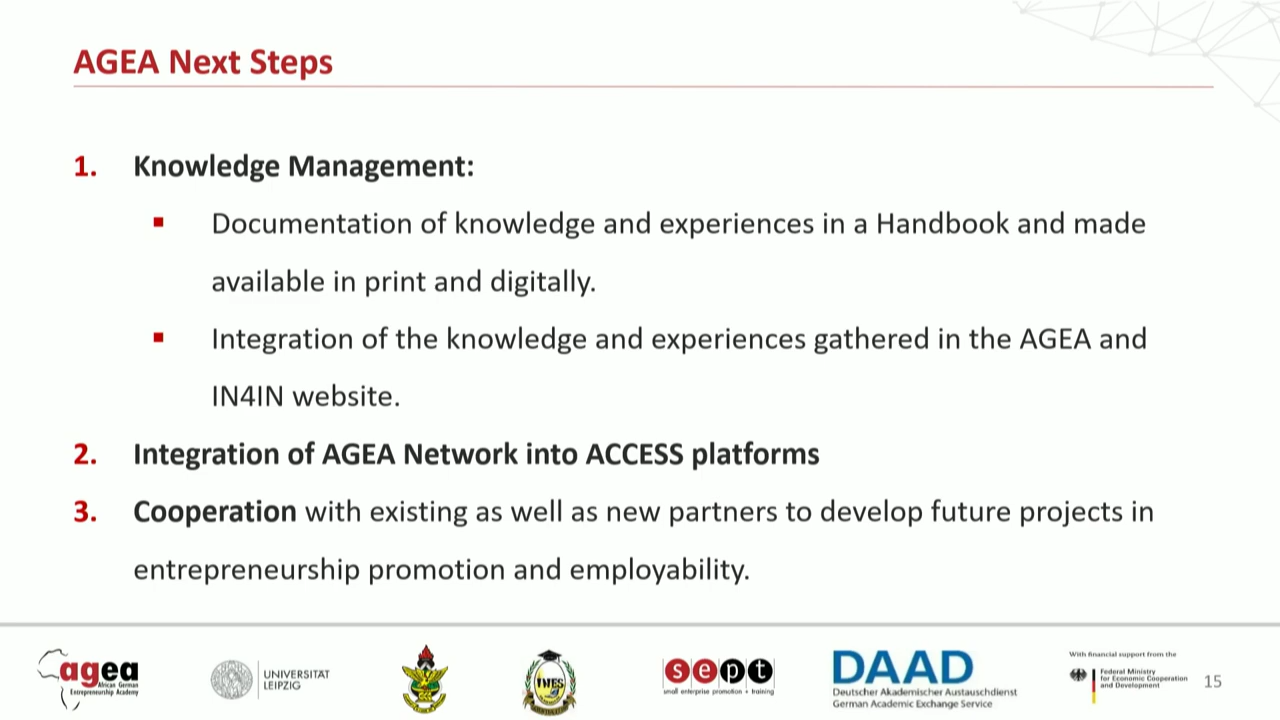 AGEA Next Steps
1. Knowledge Management:
▪ Documentation of knowledge and experiences in a Handbook and made
available in print and digitally.
▪ Integration of the knowledge and experiences gathered in the AGEA and
IN4IN website.
2. Integration of AGEA Network into ACCESS platforms
3. Cooperation with existing as well as new partners to develop future projects in
entrepreneurship promotion and employability.
agea
African German
Entrepreneurship Academy
UNIVERSITAT
LEIPZIG
INES
sept
small enterprise promotion + training
DAAD
Deutscher Akademischer Austauschdienst
German Academic Exchange Service
With financial support from the
Federal Ministry
for Economic Cooperation
and Development
15